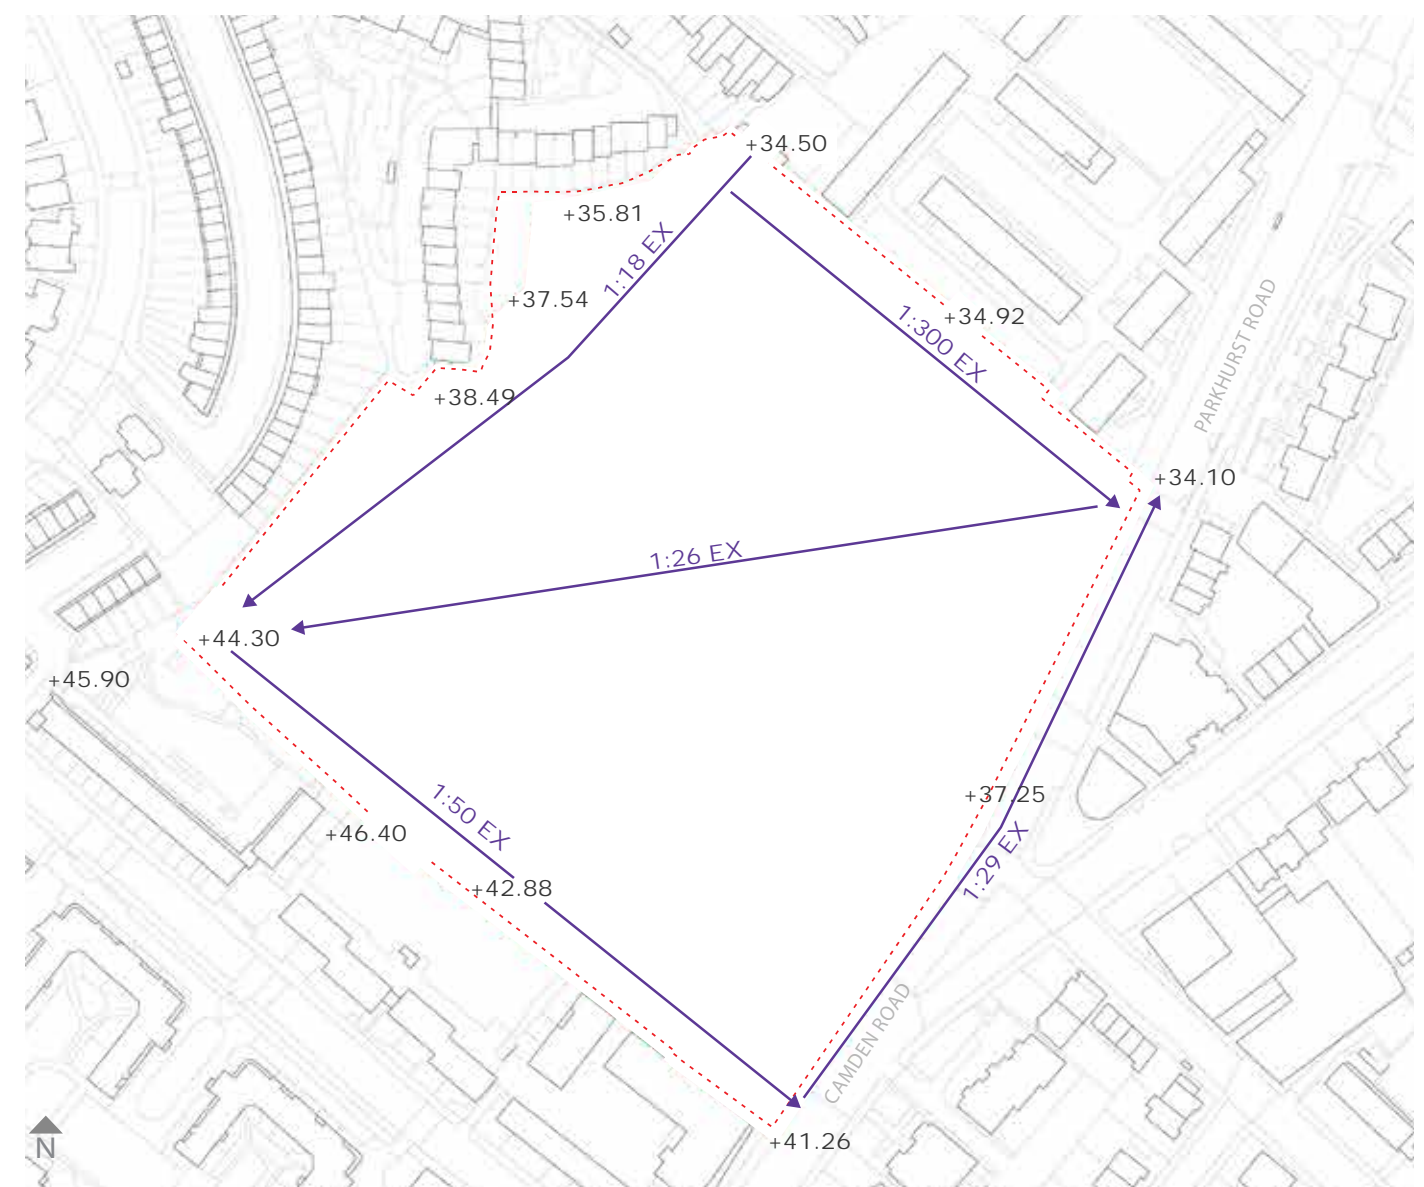 +34.50
+35.81
1:18 EX
+37.54
1:300 EX
+34.92
PARKHURST ROAD
+38.49
+34.10
1:26 EX
+44.30
+45.90
1:50 EX
+37.25
+46.40
1:29 EX
+42.88
CAMDEN ROAD
+41.26
N